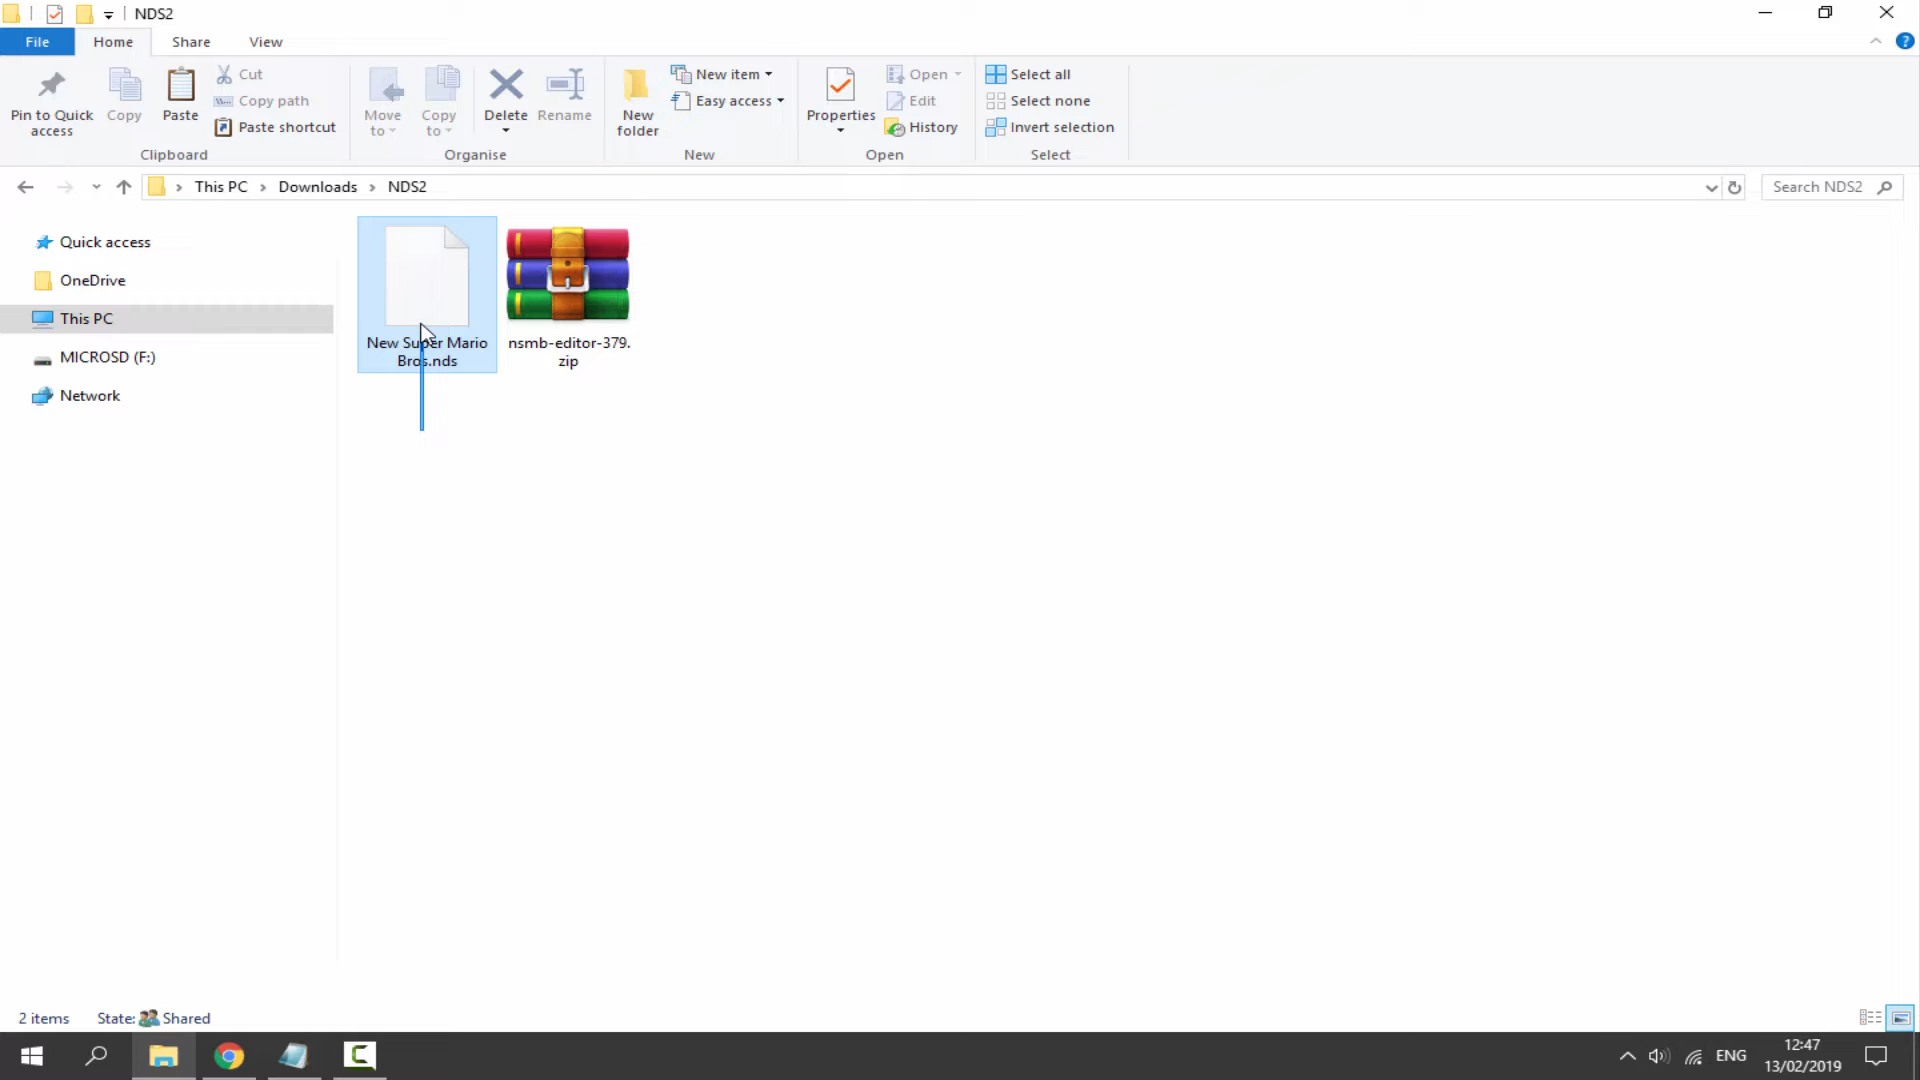 NDS2
File Home Share View
Pin to Quick access
Copy
Paste
Cut
Copy path
Paste shortcut
Clipboard
Move to
Copy to
Delete
Rename
Organise
New folder
New item
Easy access
New
Properties
Open
Edit
History
Open
Select all
Select none
Invert selection
Select
This PC Downloads NDS2
Search NDS2
Quick access
OneDrive
This PC
MICROSD (F:)
Network
New Super Mario
Bros.nds
nsmb-editor-379.
zip
2 items State: Shared
ENG
12:47
13/02/2019